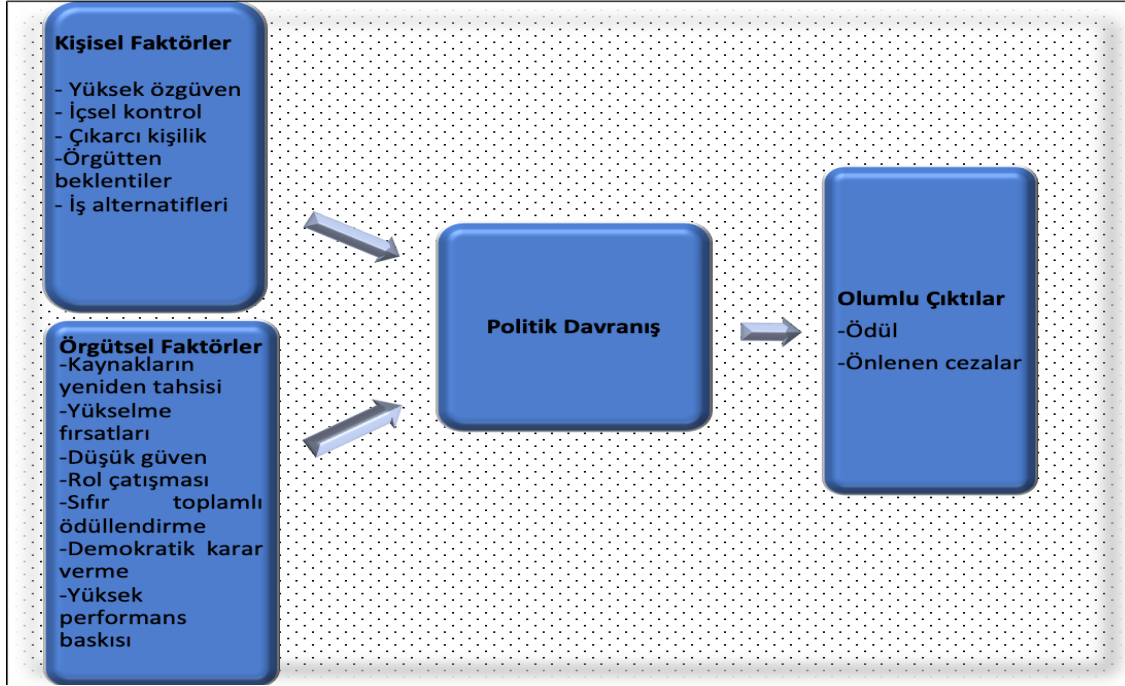 Kişisel Faktörler
- Yüksek özgüven
- İçsel kontrol
- Çıkarcı kişilik
-Örgütten
beklentiler
- İş alternatifleri
Örgütsel Faktörler
-Kaynakların
yeniden tahsisi
-Yükselme
fırsatları
-Düşük güven
-Rol çatışması
-Sıfır toplamlı
ödüllendirme
-Demokratik karar
verme
-Yüksek
performans
baskısı
Politik Davranış
Olumlu Çıktılar
-Ödül
-Önlenen cezalar